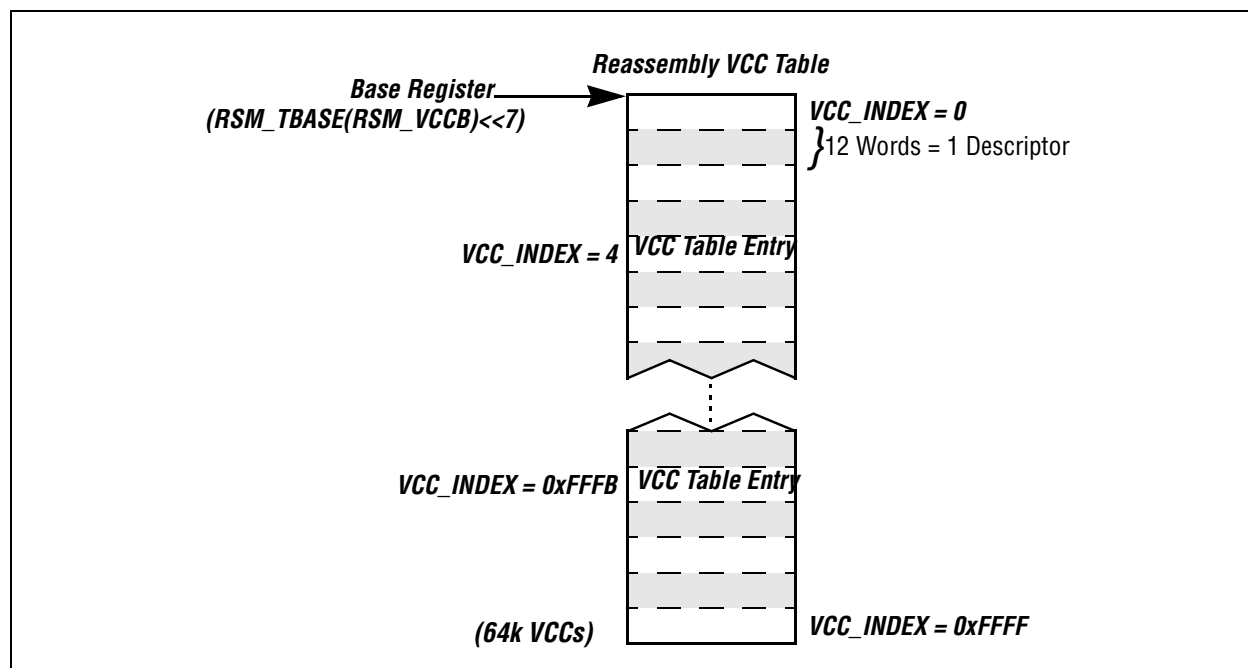 Reassembly VCC Table
Base Register
(RSM_TBASE(RSM_VCCB)<<7)
VCC_INDEX = 0
}12 Words = 1 Descriptor
VCC_INDEX = 4
VCC Table Entry
VCC_INDEX = 0xFFFB
VCC Table Entry
(64k VCCs)
VCC_INDEX = 0xFFFF